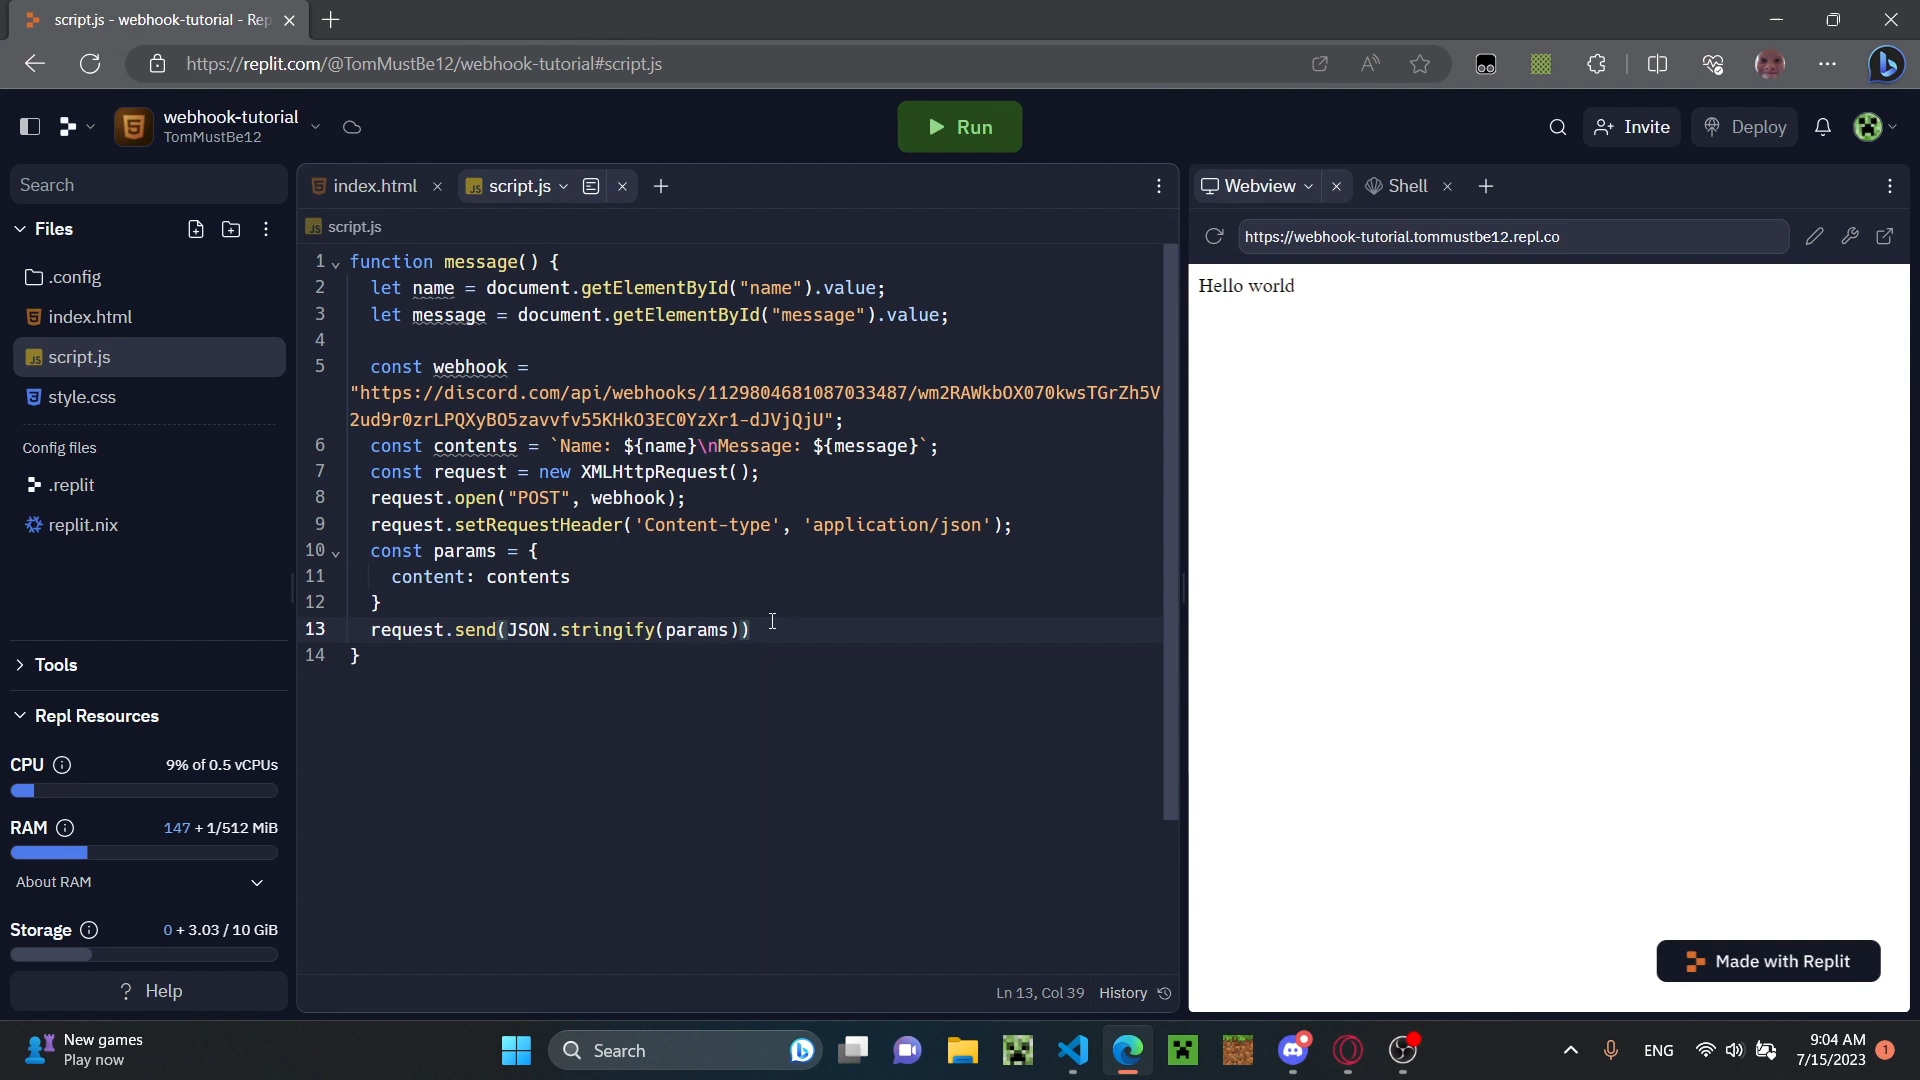 script.js - webhook-tutorial - Rep
https://replit.com/@TomMustBe12/webhook-tutorial#script.js
webhook-tutorial
TomMustBe12
Run
Invite
Deploy
Search
Files
.config
index.html
script.js
style.css
Config files
.replit
replit.nix
Tools
Repl Resources
CPU
9% of 0.5 vCPUs
RAM
147 + 1/512 MiB
About RAM
Storage
0 + 3.03 / 10 GiB
? Help
index.html
script.js
script.js
1 function message() {
2 let name = document.getElementById("name").value;
3 let message = document.getElementById("message").value;
4
5 const webhook =
"https://discord.com/api/webhooks/1129804681087033487/wm2RAWkbOX070kwsTGrZh5V
2ud9r0zrLPQXyBO5zavvfv55KHkO3EC0YzXr1-dJVjQjU";
6 const contents = `Name: ${name}\nMessage: ${message}`;
7 const request = new XMLHttpRequest();
8 request.open("POST", webhook);
9 request.setRequestHeader('Content-type', 'application/json');
10 const params = {
11 content: contents
12 }
13 request.send(JSON.stringify(params))
14 }
Ln 13, Col 39 History
Webview
Shell
https://webhook-tutorial.tommustbe12.repl.co
Hello world
Made with Replit
New games
Play now
Search
ENG
9:04 AM
7/15/2023
1